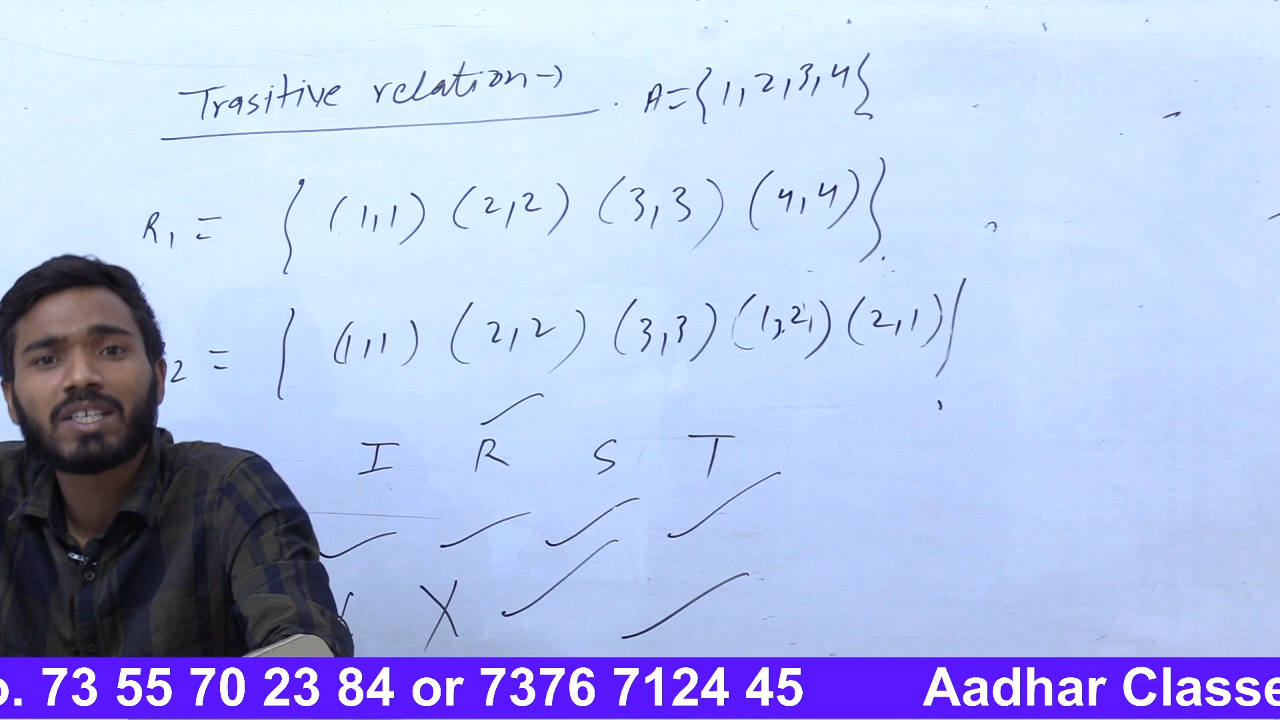 Trasitive relation→ A={1,2,3,4}
R1 = { (1,1) (2,2) (3,3) (4,4)}
2 = { (1,1) (2,2) (3,3) (1,2) (2,1)}
I R S T
X
73 55 70 23 84 or 7376 7124 45 Aadhar Classe